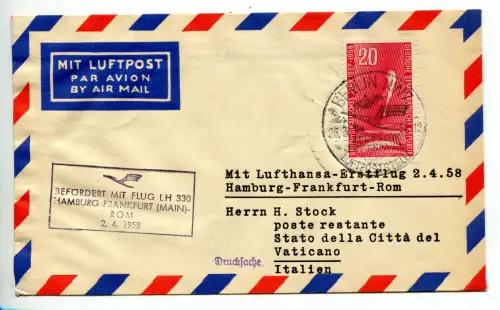 MIT LUFTPOST
PAR AVION
BY AIR MAIL
20
DEUTSCHE DEMOKRATISCHE REPUBLIK
BERLIN
Mit Lufthansa-Erstflug 2.4.58
Hamburg-Frankfurt-Rom
BEFÖRDERT MIT FLUG LH 330
HAMBURG-FRANKFURT (MAIN)-
ROM
2. 4. 1958
Herrn H. Stock
poste restante
Stato della Città del
Vaticano
Italien
Drucksache